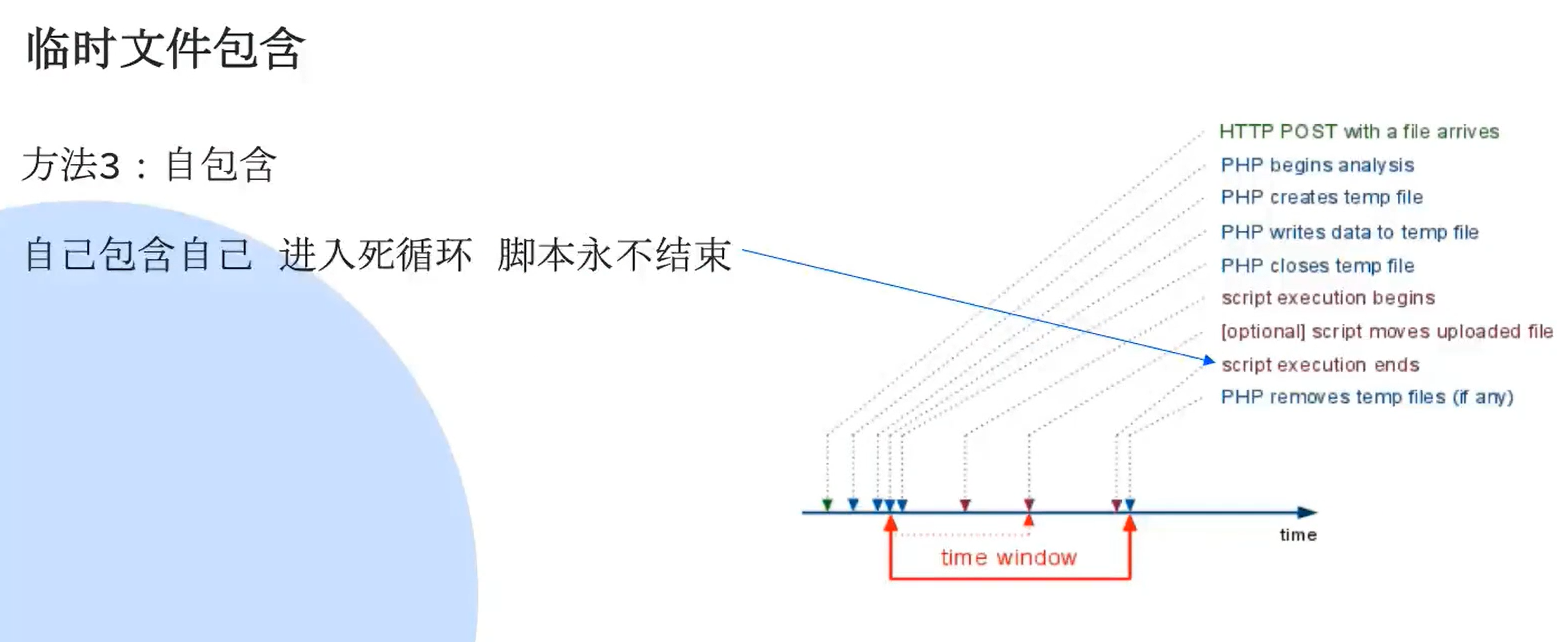 临时文件包含
方法3：自包含
自己包含自己 进入死循环 脚本永不结束
HTTP POST with a file arrives
PHP begins analysis
PHP creates temp file
PHP writes data to temp file
PHP closes temp file
script execution begins
[optional] script moves uploaded file
script execution ends
PHP removes temp files (if any)
time
time window